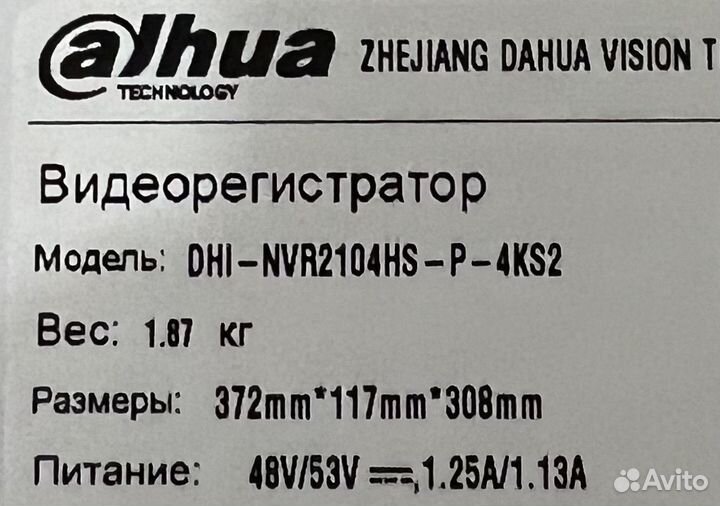 alhua ZHEJIANG DAHUA VISION T
TECHNOLOGY
Видеорегистратор
Модель: DHI-NVR2104HS-P-4KS2
Вес: 1.87 кг
Размеры: 372mm*117mm*308mm
Питание: 48V/53V ⎓, 1.25A/1.13A
Avito